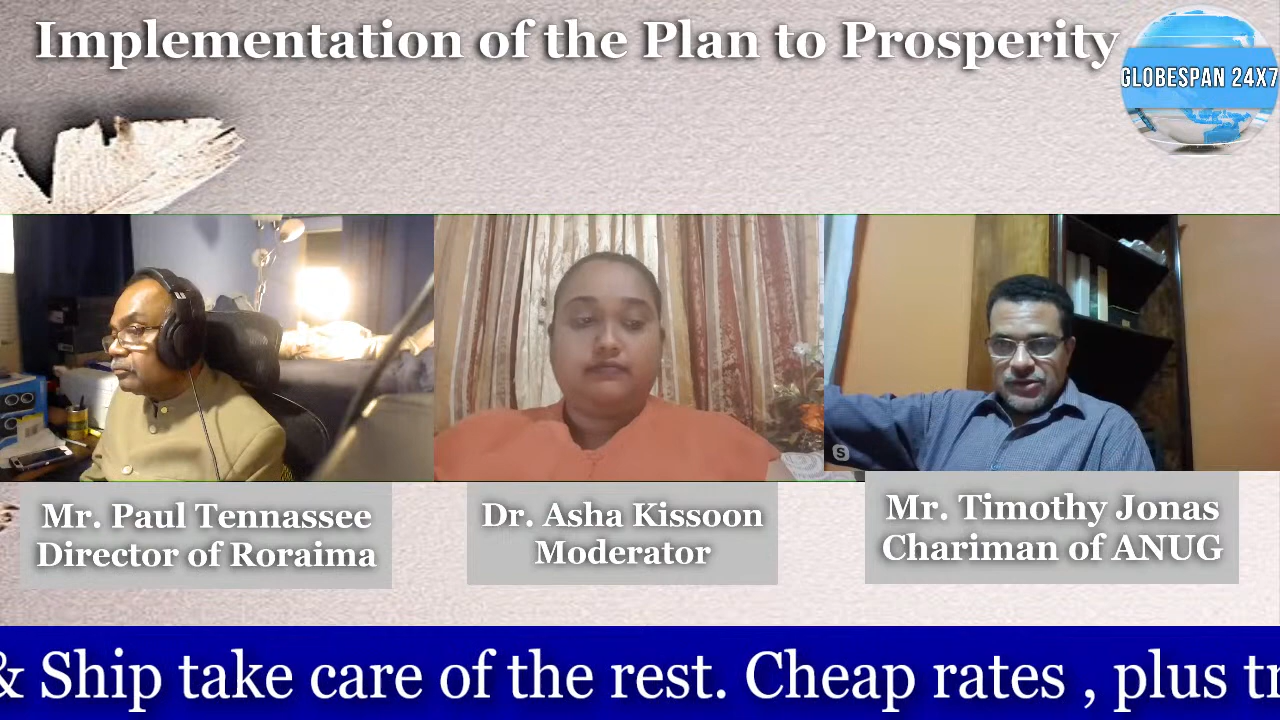 Implementation of the Plan to Prosperity
GLOBESPAN 24X7
Mr. Paul Tennassee
Director of Roraima
Dr. Asha Kissoon
Moderator
Mr. Timothy Jonas
Chariman of ANUG
& Ship take care of the rest. Cheap rates , plus tr